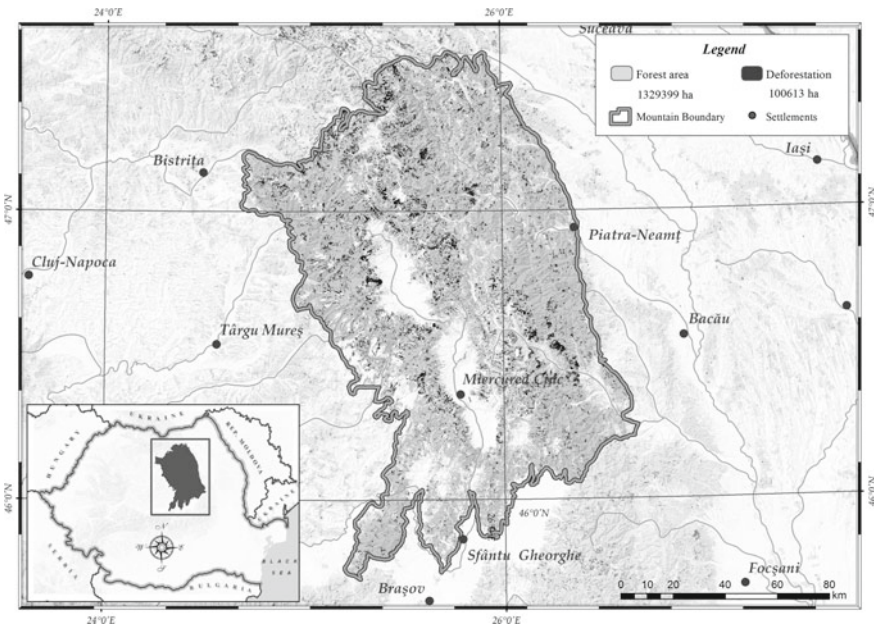 24°0'E
26°0'E
Suceava
Legend
Forest area
1329399 ha
Deforestation
100613 ha
Mountain Boundary
Settlements
Iași
Bistrița
47°0'N
47°0'N
Piatra-Neamț
Cluj-Napoca
Bacău
Târgu Mureș
Miercurea Ciuc
UKRAINE
HUNGARY
REP. MOLDOVA
UKRAINE
N
W
E
S
SERBIA
BLACK
SEA
BULGARIA
46°0'N
46°0'N
46°0'N
Sfântu Gheorghe
Focșani
Brașov
0 10 20 40 60 80
km
24°0'E
26°0'E